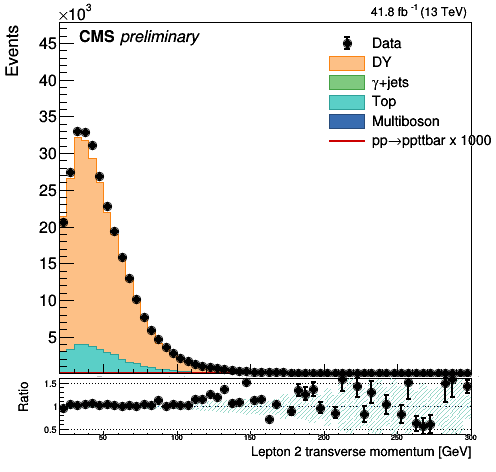 ×10³
41.8 fb⁻¹ (13 TeV)
CMS preliminary
Events
45
40
35
30
25
20
15
10
5
Data
DY
γ+jets
Top
Multiboson
pp→ppttbar x 1000
Ratio
1.5
1
0.5
50
100
150
200
250
300
Lepton 2 transverse momentum [GeV]